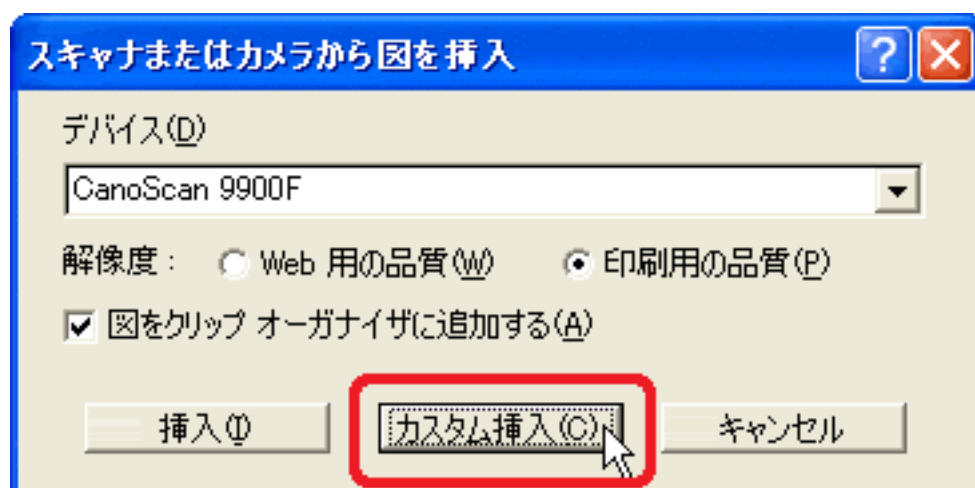 スキャナまたはカメラから図を挿入
デバイス(D)
CanoScan 9900F
解像度: Web 用の品質(W) 印刷用の品質(P)
図をクリップ オーガナイザに追加する(A)
挿入(I) カスタム挿入(C) キャンセル